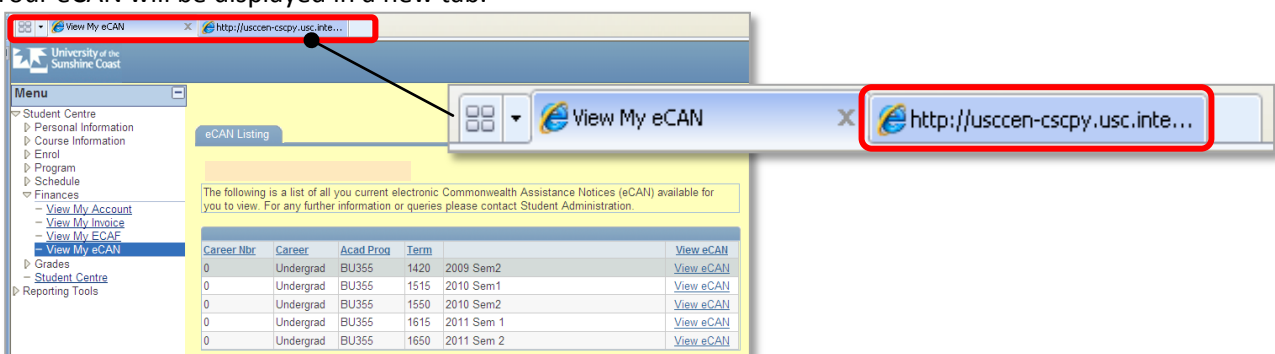 Your eCAN will be displayed in a new tab.
View My eCAN X http://usccen-cscpy.usc.inte...
University of the
Sunshine Coast
View My eCAN X http://usccen-cscpy.usc.inte...
Menu
Student Centre
Personal Information
Course Information
Enrol
Program
Schedule
Finances
View My Account
View My Invoice
View My ECAF
View My eCAN
Grades
Student Centre
Reporting Tools
eCAN Listing
The following is a list of all you current electronic Commonwealth Assistance Notices (eCAN) available for
you to view. For any further information or queries please contact Student Administration.
Career Nbr Career Acad Prog Term View eCAN
0 Undergrad BU355 1420 2009 Sem2 View eCAN
0 Undergrad BU355 1515 2010 Sem1 View eCAN
0 Undergrad BU355 1550 2010 Sem2 View eCAN
0 Undergrad BU355 1615 2011 Sem 1 View eCAN
0 Undergrad BU355 1650 2011 Sem 2 View eCAN